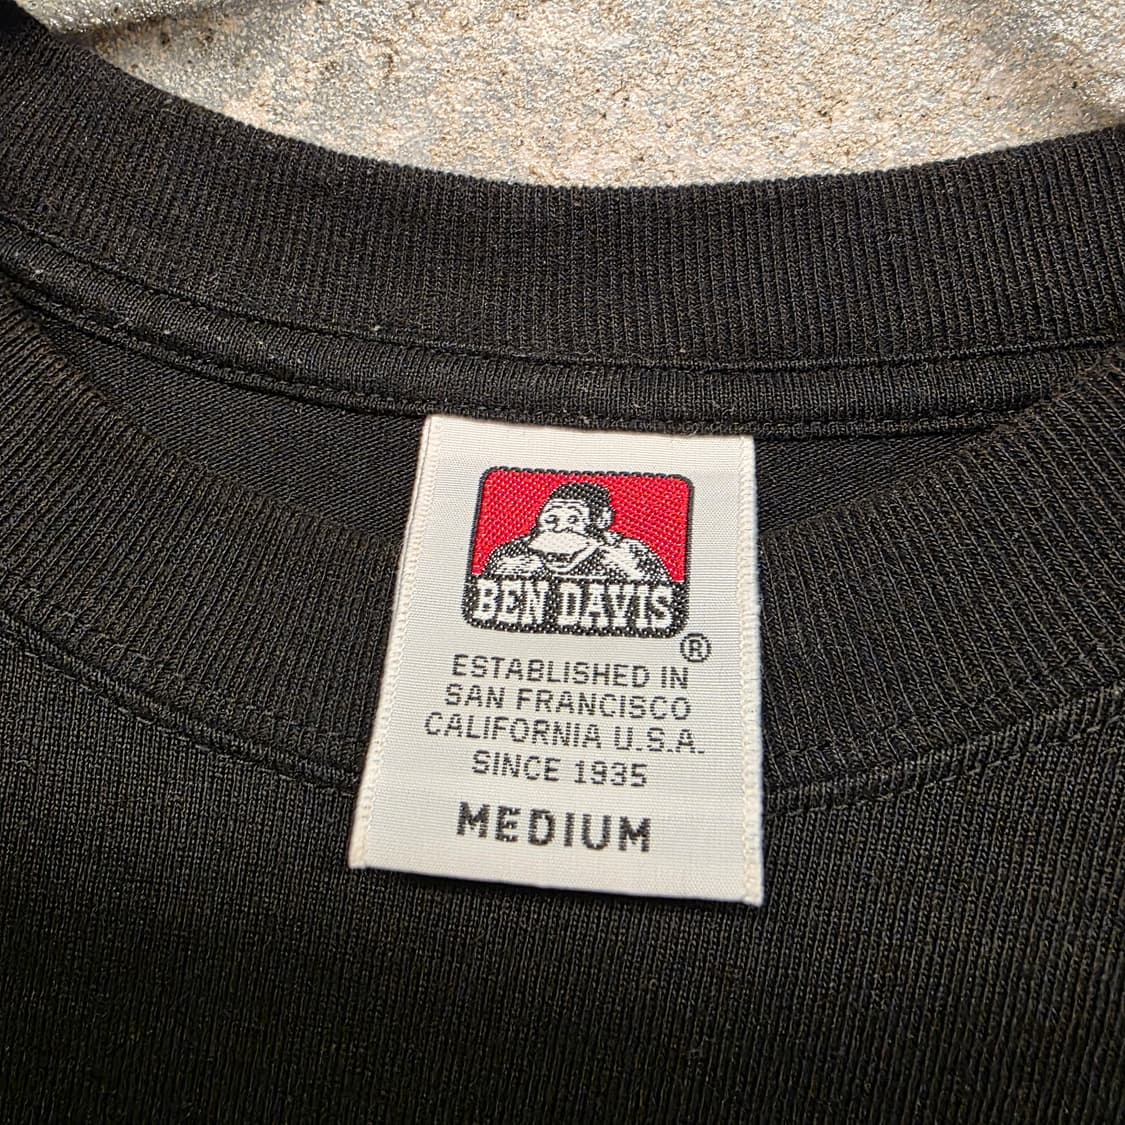 BEN DAVIS
®
ESTABLISHED IN
SAN FRANCISCO
CALIFORNIA U.S.A.
SINCE 1935
MEDIUM